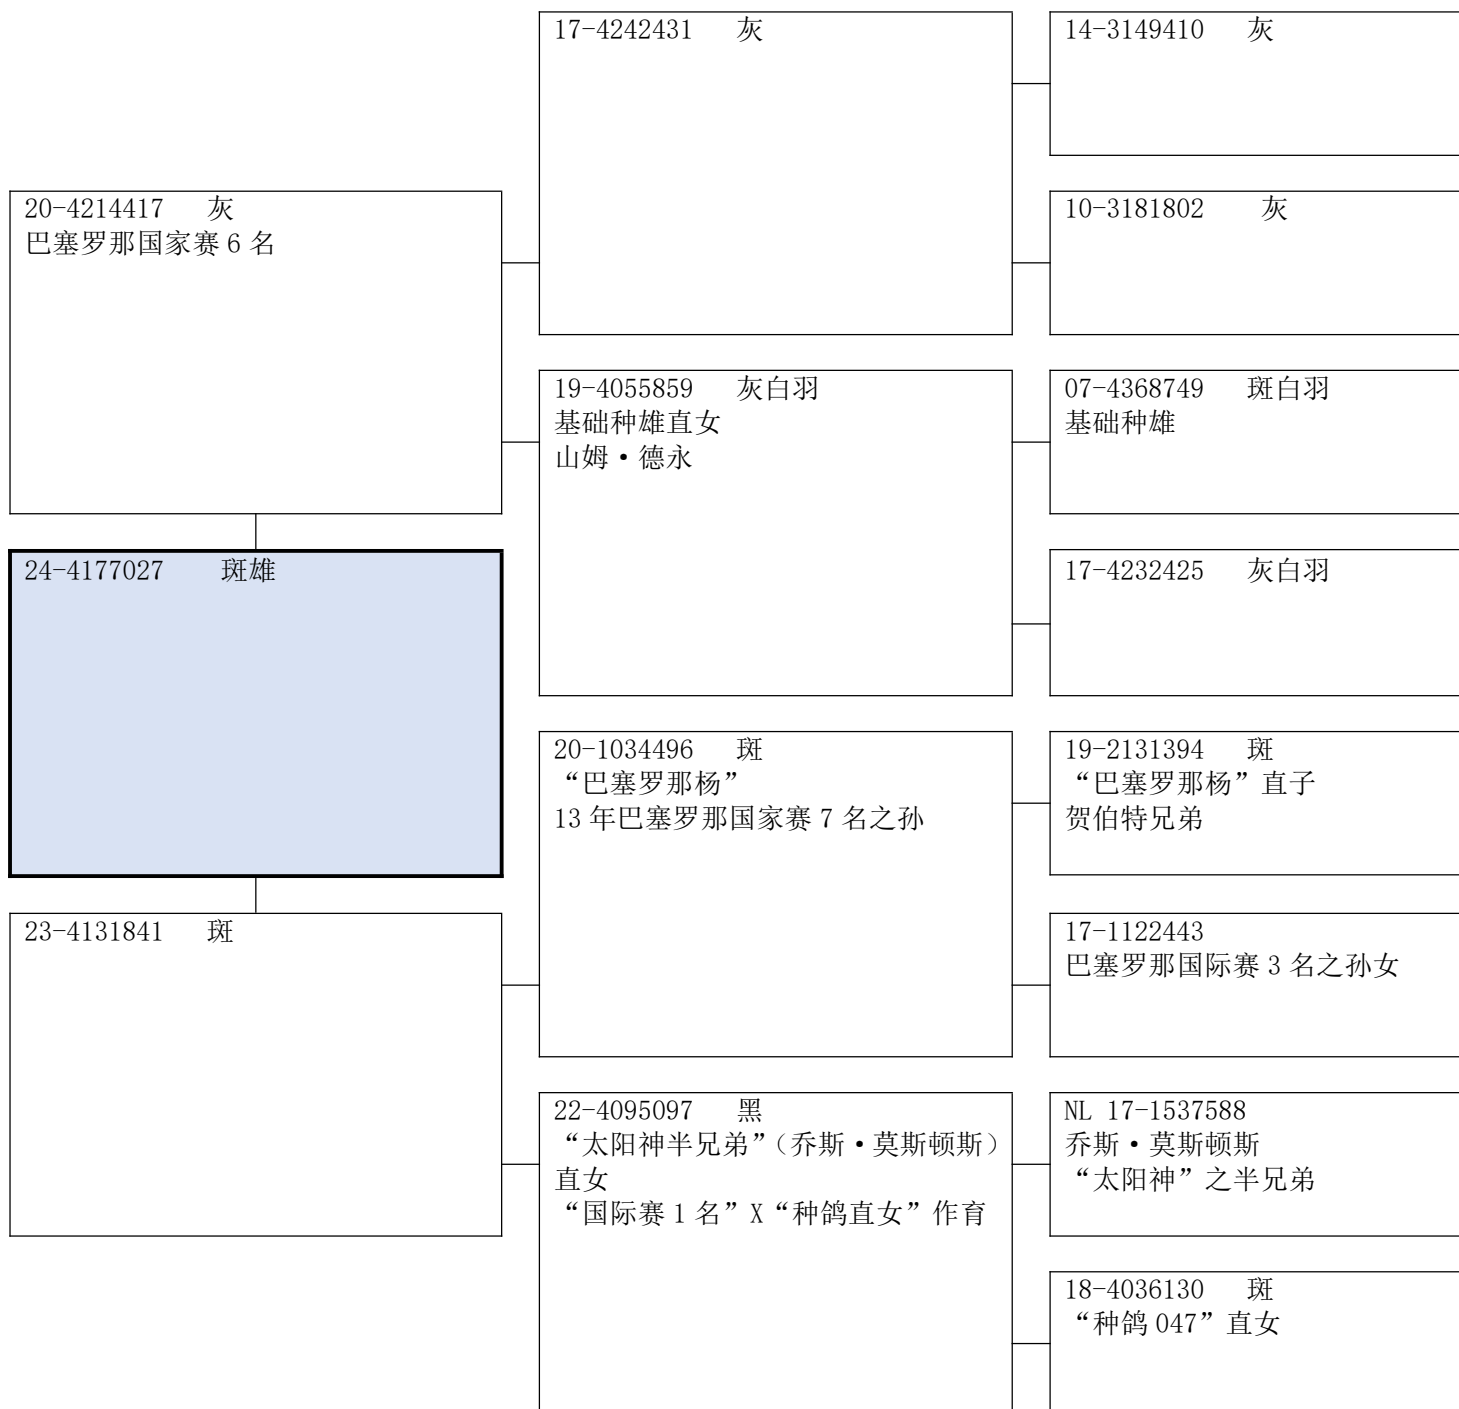 20-4214417 灰
巴塞罗那国家赛 6 名
24-4177027 斑雄
23-4131841 斑
17-4242431 灰
19-4055859 灰白羽
基础种雄直女
山姆•德永
20-1034496 斑
“巴塞罗那杨”
13 年巴塞罗那国家赛 7 名之孙
22-4095097 黑
“太阳神半兄弟”（乔斯•莫斯顿斯）
直女
“国际赛 1 名”X“种鸽直女”作育
14-3149410 灰
10-3181802 灰
07-4368749 斑白羽
基础种雄
17-4232425 灰白羽
19-2131394 斑
“巴塞罗那杨”直子
贺伯特兄弟
17-1122443
巴塞罗那国际赛 3 名之孙女
NL 17-1537588
乔斯•莫斯顿斯
“太阳神”之半兄弟
18-4036130 斑
“种鸽 047”直女